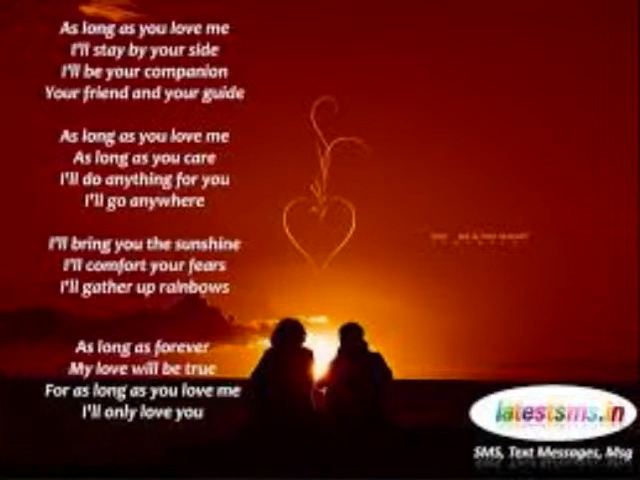 As long as you love me
I'll stay by your side
I'll be your companion
Your friend and your guide
As long as you love me
As long as you care
I'll do anything for you
I'll go anywhere
I'll bring you the sunshine
I'll comfort your fears
I'll gather up rainbows
As long as forever
My love will be true
For as long as you love me
I'll only love you
latestsms.in
SMS, Text Messages, Msg